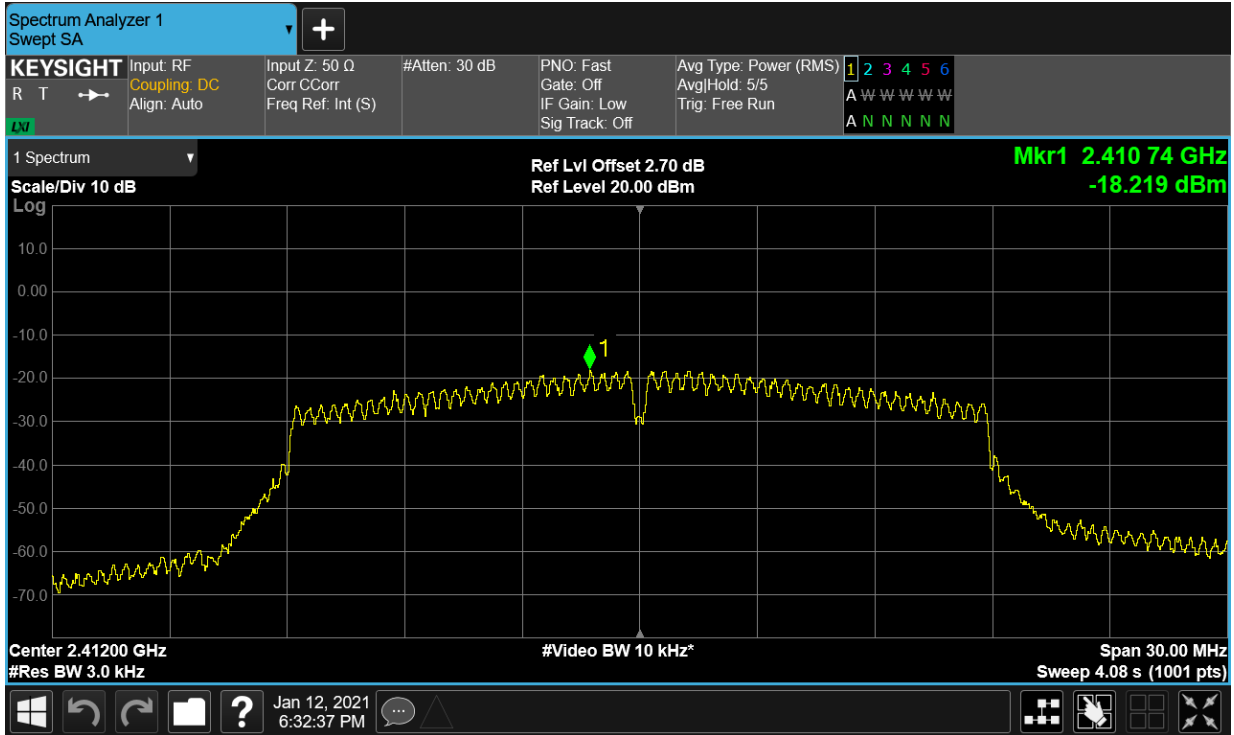 Spectrum Analyzer 1
Swept SA
+
KEYSIGHT
R T
LXI
Input: RF
Coupling: DC
Align: Auto
Input Z: 50 Ω
Corr CCorr
Freq Ref: Int (S)
#Atten: 30 dB
PNO: Fast
Gate: Off
IF Gain: Low
Sig Track: Off
Avg Type: Power (RMS)
Avg|Hold: 5/5
Trig: Free Run
1 2 3 4 5 6
A W W W W W
A N N N N N
1 Spectrum
Scale/Div 10 dB
Log
Ref Lvl Offset 2.70 dB
Ref Level 20.00 dBm
Mkr1 2.410 74 GHz
-18.219 dBm
10.0
0.00
-10.0
1
-20.0
-30.0
-40.0
-50.0
-60.0
-70.0
Center 2.41200 GHz
#Res BW 3.0 kHz
#Video BW 10 kHz*
Span 30.00 MHz
Sweep 4.08 s (1001 pts)
?
Jan 12, 2021
6:32:37 PM